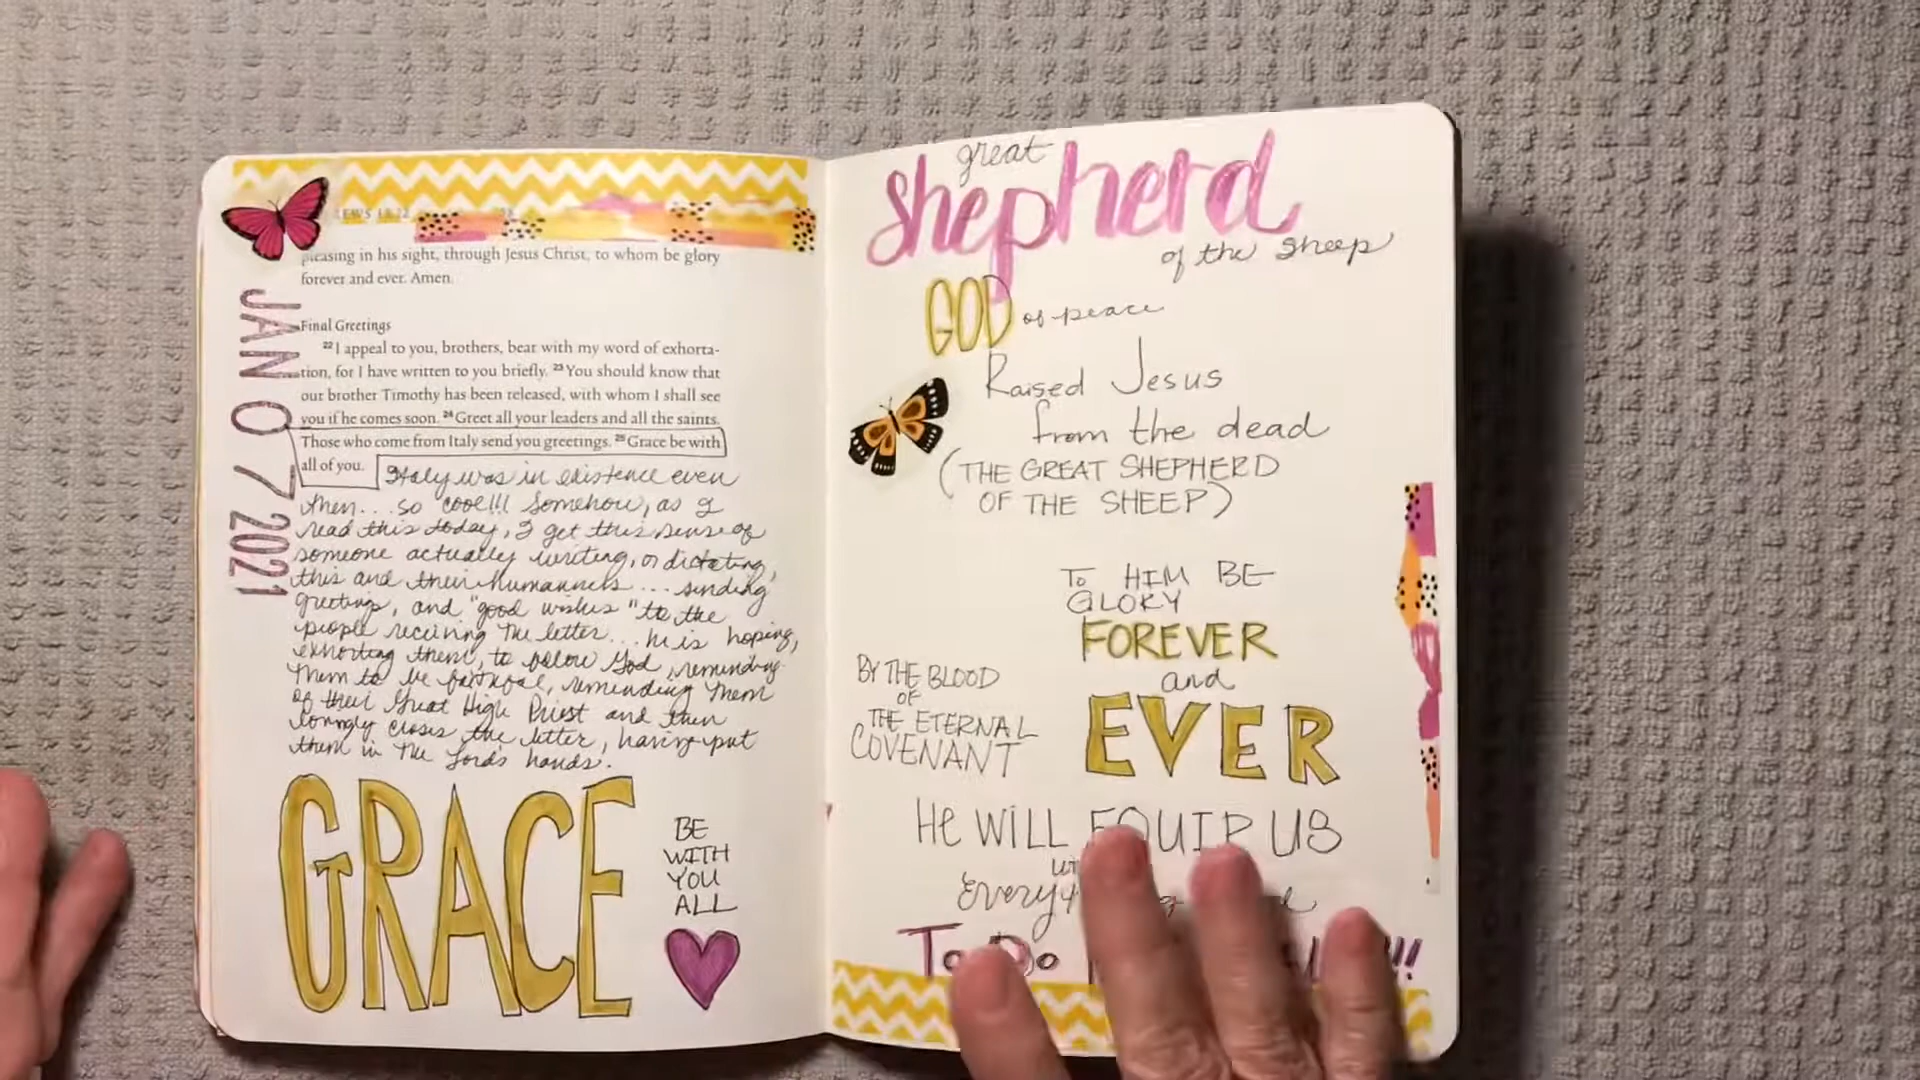 EWS 13:22
pleasing in his sight, through Jesus Christ, to whom be glory
forever and ever. Amen.
JAN 07 2021
Final Greetings
22 I appeal to you, brothers, bear with my word of exhorta-
tion, for I have written to you briefly. 23 You should know that
our brother Timothy has been released, with whom I shall see
you if he comes soon. 24 Greet all your leaders and all the saints.
Those who come from Italy send you greetings. 25 Grace be with
all of you.
Italy was in existence even
then... so cool!!! Somehow, as I
read this today, I get this sense of
someone actually writing, or dictating,
this and their humanness... sending
greetings, and "good wishes" to the
people receiving the letter... he is hoping,
exhorting them, to follow God, reminding
them to be faithful, reminding them
of their Great High Priest and then
lovingly closes the letter, having put
them in The Lord's hands.
GRACE
BE
WITH
YOU
ALL
great
shepherd
of the sheep
GOD of peace
Raised Jesus
from the dead
(THE GREAT SHEPHERD
OF THE SHEEP)
TO HIM BE
GLORY
FOREVER
and
EVER
BY THE BLOOD
OF
THE ETERNAL
COVENANT
HE WILL EQUIP US
To Do !!!